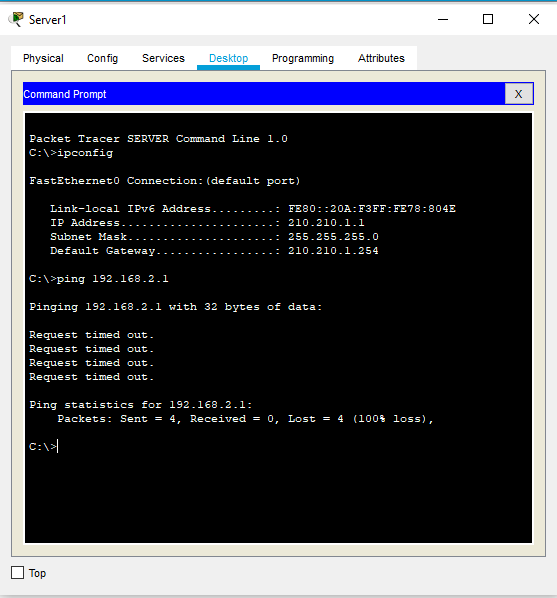 Server1
Physical Config Services Desktop Programming Attributes
Command Prompt X
Packet Tracer SERVER Command Line 1.0
C:\>ipconfig
FastEthernet0 Connection:(default port)
Link-local IPv6 Address.........: FE80::20A:F3FF:FE78:804E
IP Address......................: 210.210.1.1
Subnet Mask.....................: 255.255.255.0
Default Gateway.................: 210.210.1.254
C:\>ping 192.168.2.1
Pinging 192.168.2.1 with 32 bytes of data:
Request timed out.
Request timed out.
Request timed out.
Request timed out.
Ping statistics for 192.168.2.1:
Packets: Sent = 4, Received = 0, Lost = 4 (100% loss),
C:\>
Top